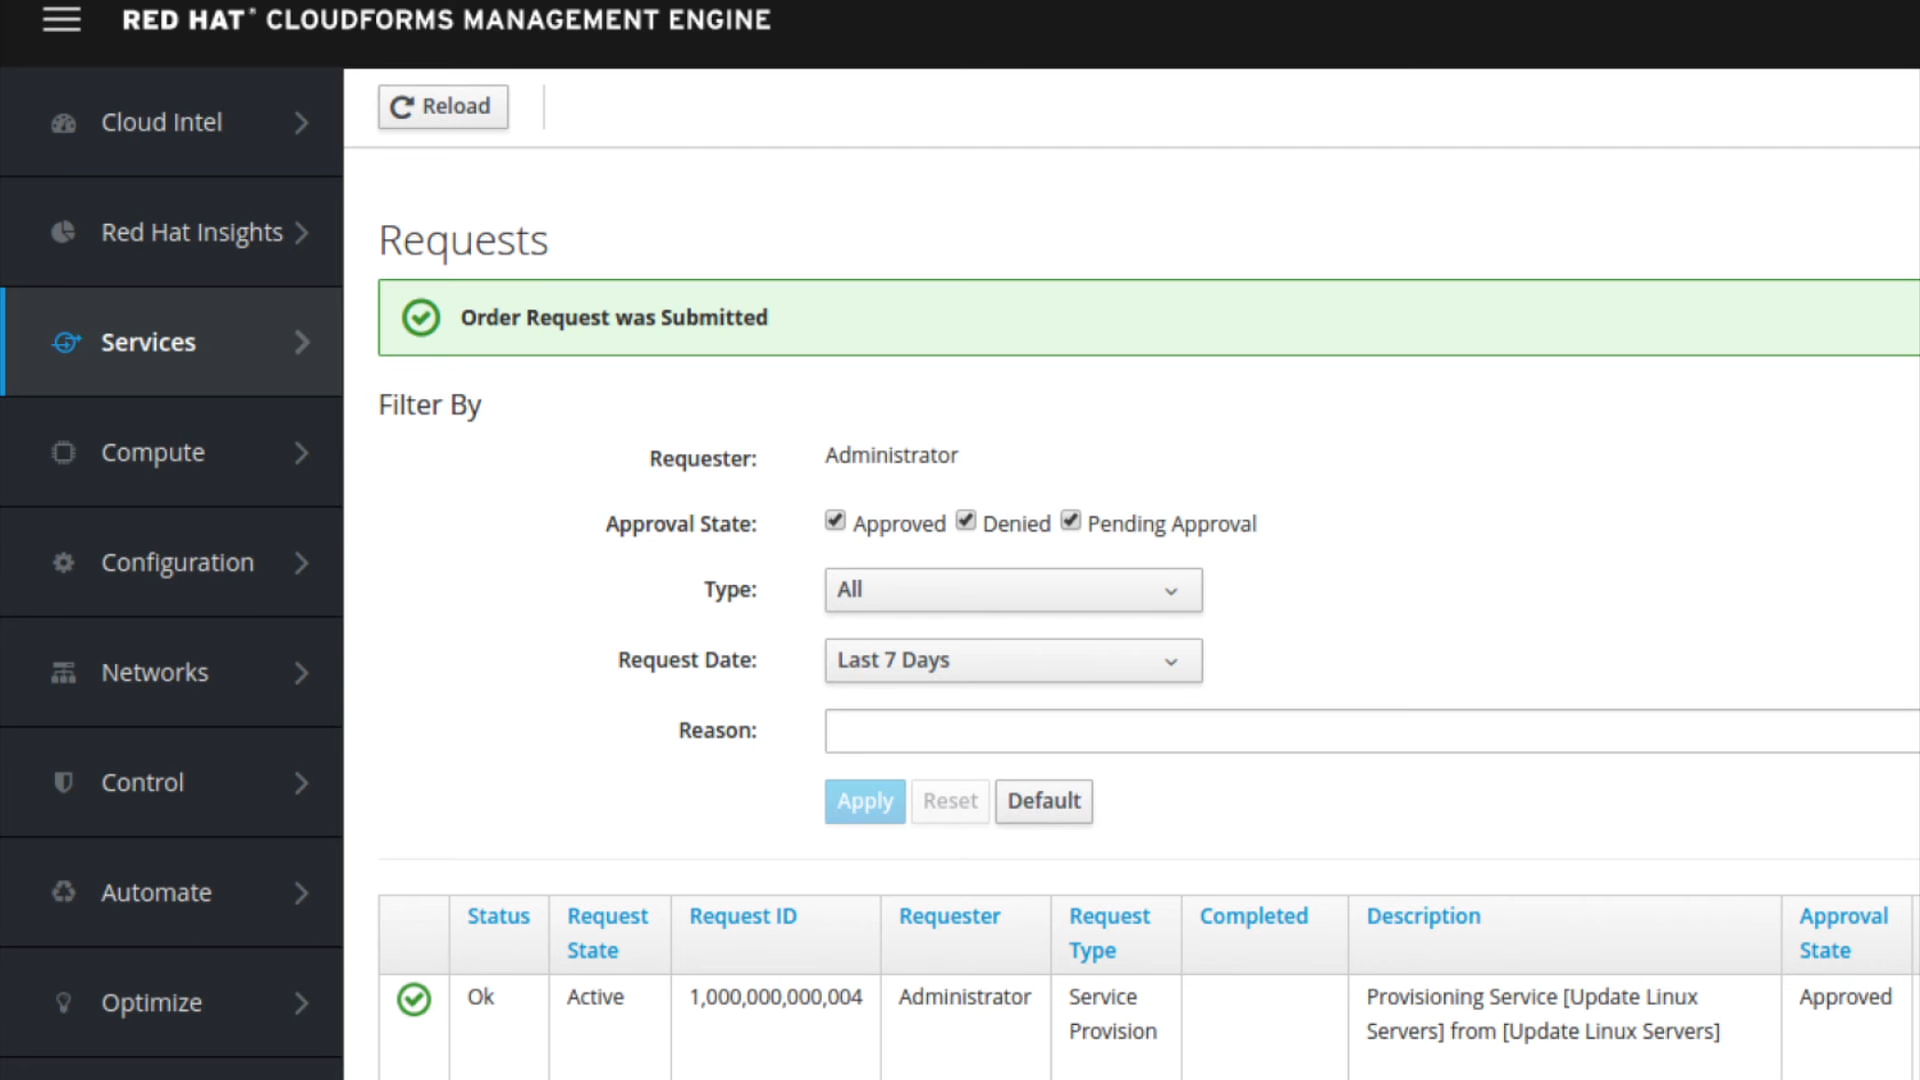 RED HAT® CLOUDFORMS MANAGEMENT ENGINE
Cloud Intel
Red Hat Insights
Services
Compute
Configuration
Networks
Control
Automate
Optimize
Reload
Requests
Order Request was Submitted
Filter By
Requester: Administrator
Approval State: Approved Denied Pending Approval
Type: All
Request Date: Last 7 Days
Reason:
Apply Reset Default
Status Request State Request ID Requester Request Type Completed Description Approval State
Ok Active 1,000,000,000,004 Administrator Service Provision Provisioning Service [Update Linux Servers] from [Update Linux Servers] Approved